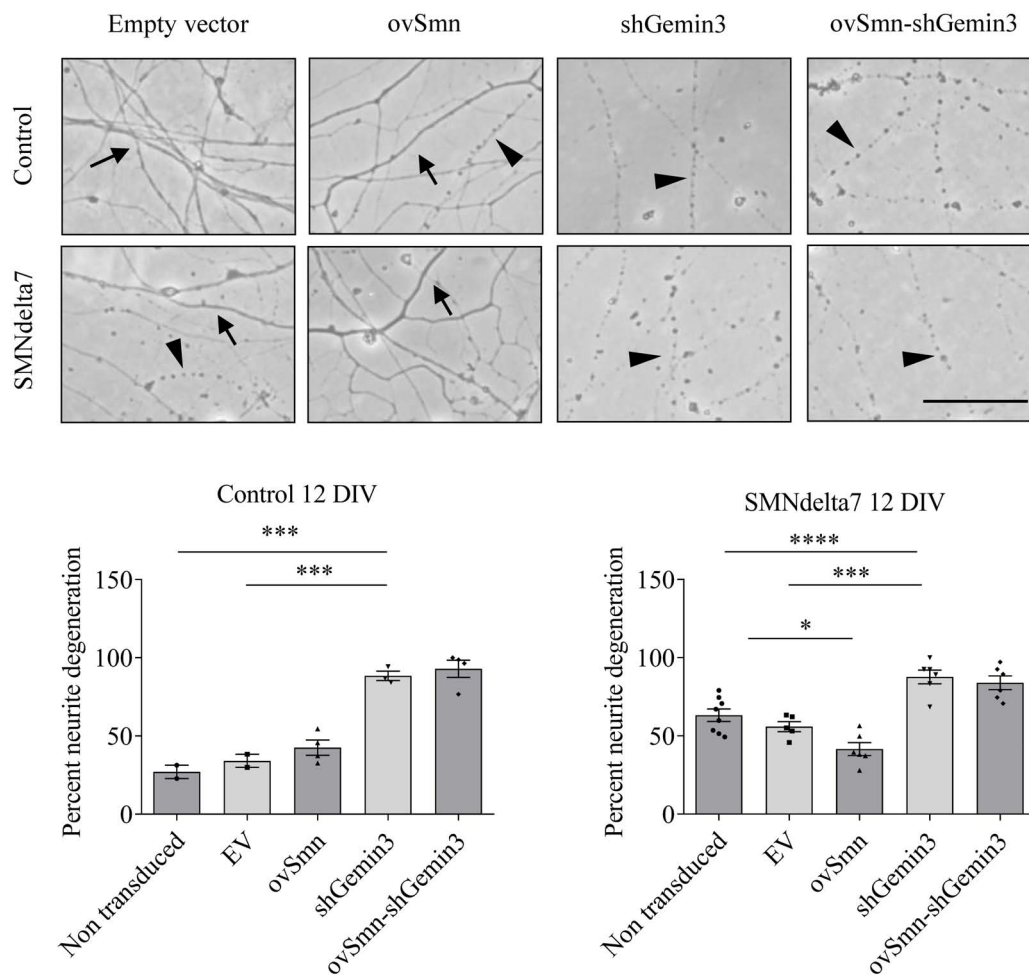 Empty vector
ovSmn
shGemin3
ovSmn-shGemin3
Control
SMNdelta7
Control 12 DIV
***
***
Percent neurite degeneration
150
100
50
0
Non transduced
EV
ovSmn
shGemin3
ovSmn-shGemin3
SMNdelta7 12 DIV
****
***
*
Percent neurite degeneration
150
100
50
0
Non transduced
EV
ovSmn
shGemin3
ovSmn-shGemin3